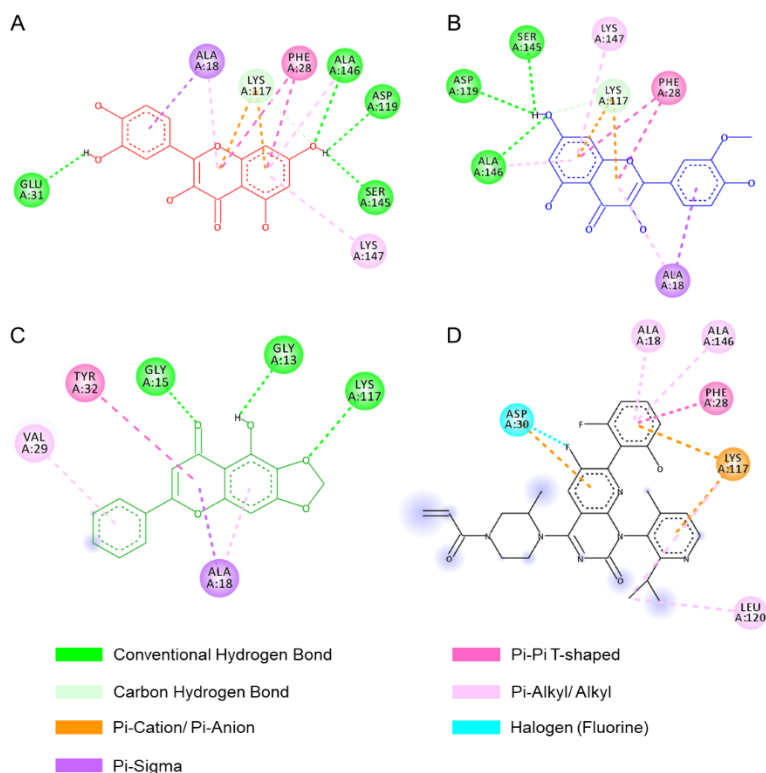 A
ALA
A:18
LYS
A:117
PHE
A:28
ALA
A:146
ASP
A:119
GLU
A:31
SER
A:145
LYS
A:147
O
H
O
O
O
O
O
H
O
B
SER
A:145
LYS
A:147
ASP
A:119
LYS
A:117
PHE
A:28
ALA
A:146
ALA
A:18
H
O
O
O
O
O
O
O
C
TYR
A:32
GLY
A:15
GLY
A:13
LYS
A:117
VAL
A:29
ALA
A:18
O
H
O
O
O
O
D
ALA
A:18
ALA
A:146
ASP
A:30
PHE
A:28
LYS
A:117
LEU
A:120
F
F
O
N
N
N
N
N
N
O
O
Conventional Hydrogen Bond
Carbon Hydrogen Bond
Pi-Cation/ Pi-Anion
Pi-Sigma
Pi-Pi T-shaped
Pi-Alkyl/ Alkyl
Halogen (Fluorine)